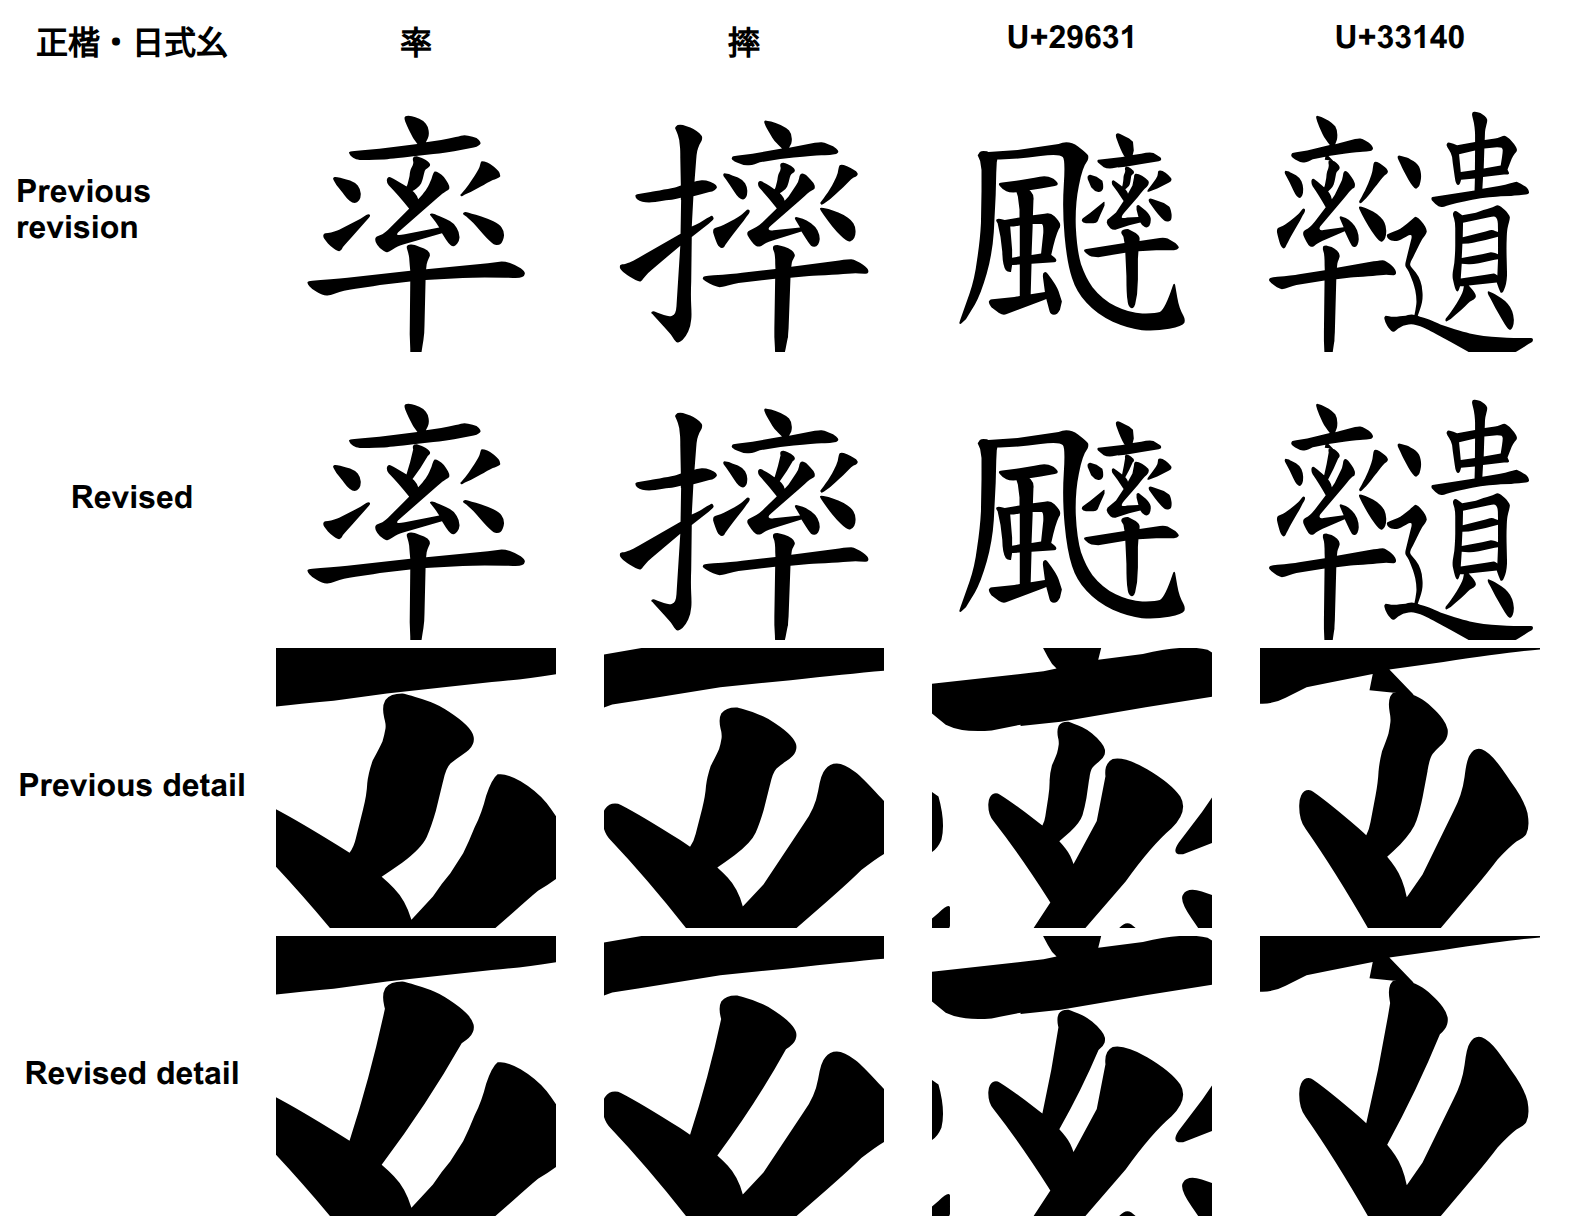 正楷・日式幺 率 摔 U+29631 U+33140
Previous revision 率 摔
Revised 率 摔
Previous detail
Revised detail